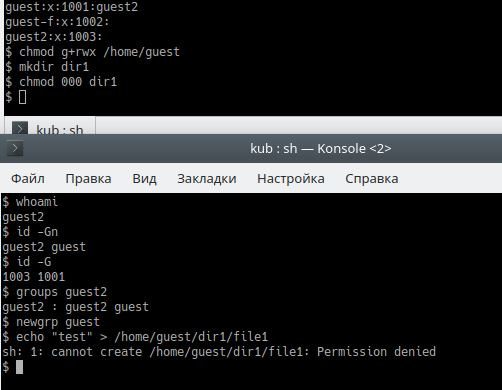 guest:x:1001:guest2
guest-f:x:1002:
guest2:x:1003:
$ chmod g+rwx /home/guest
$ mkdir dir1
$ chmod 000 dir1
$
kub : sh
kub : sh — Konsole <2>
Файл Правка Вид Закладки Настройка Справка
$ whoami
guest2
$ id -Gn
guest2 guest
$ id -G
1003 1001
$ groups guest2
guest2 : guest2 guest
$ newgrp guest
$ echo "test" > /home/guest/dir1/file1
sh: 1: cannot create /home/guest/dir1/file1: Permission denied
$